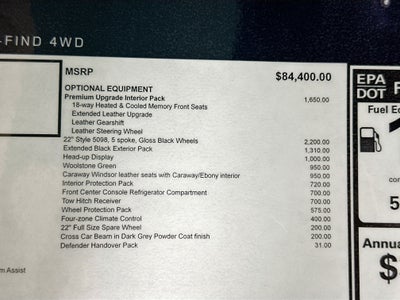 -FIND 4WD
MSRP $84,400.00
OPTIONAL EQUIPMENT
Premium Upgrade Interior Pack 1,650.00
18-way Heated & Cooled Memory Front Seats
Extended Leather Upgrade
Leather Gearshift
Leather Steering Wheel
22" Style 5098, 5 spoke, Gloss Black Wheels 2,200.00
Extended Black Exterior Pack 1,310.00
Head-up Display 1,000.00
Woolstone Green 950.00
Caraway Windsor leather seats with Caraway/Ebony interior 950.00
Interior Protection Pack 720.00
Front Center Console Refrigerator Compartment 700.00
Tow Hitch Receiver 700.00
Wheel Protection Pack 575.00
Four-zone Climate Control 400.00
22" Full Size Spare Wheel 200.00
Cross Car Beam in Dark Grey Powder Coat finish 200.00
Defender Handover Pack 31.00
m Assist
EPA
DOT
Fuel Ec
1
con
5
Annua
$